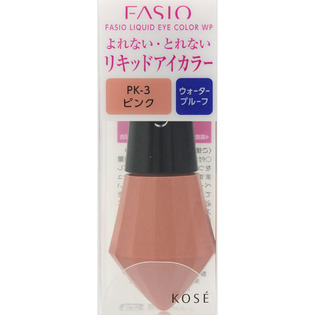 FASIO
FASIO LIQUID EYE COLOR WP
よれない・とれない
リキッドアイカラー
PK-3
ピンク
ウォーター
プルーフ
KOSÉ